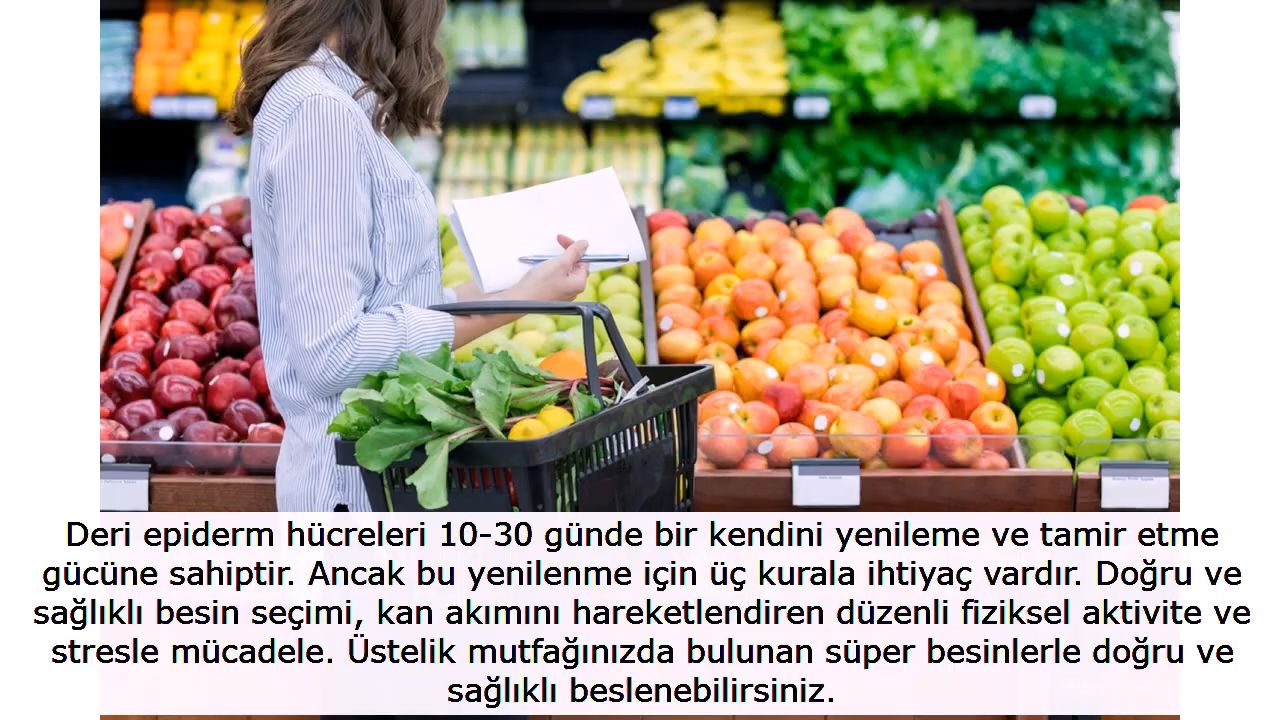 Deri epiderm hücreleri 10-30 günde bir kendini yenileme ve tamir etme
gücüne sahiptir. Ancak bu yenilenme için üç kurala ihtiyaç vardır. Doğru ve
sağlıklı besin seçimi, kan akımını hareketlendiren düzenli fiziksel aktivite ve
stresle mücadele. Üstelik mutfağınızda bulunan süper besinlerle doğru ve
sağlıklı beslenebilirsiniz.